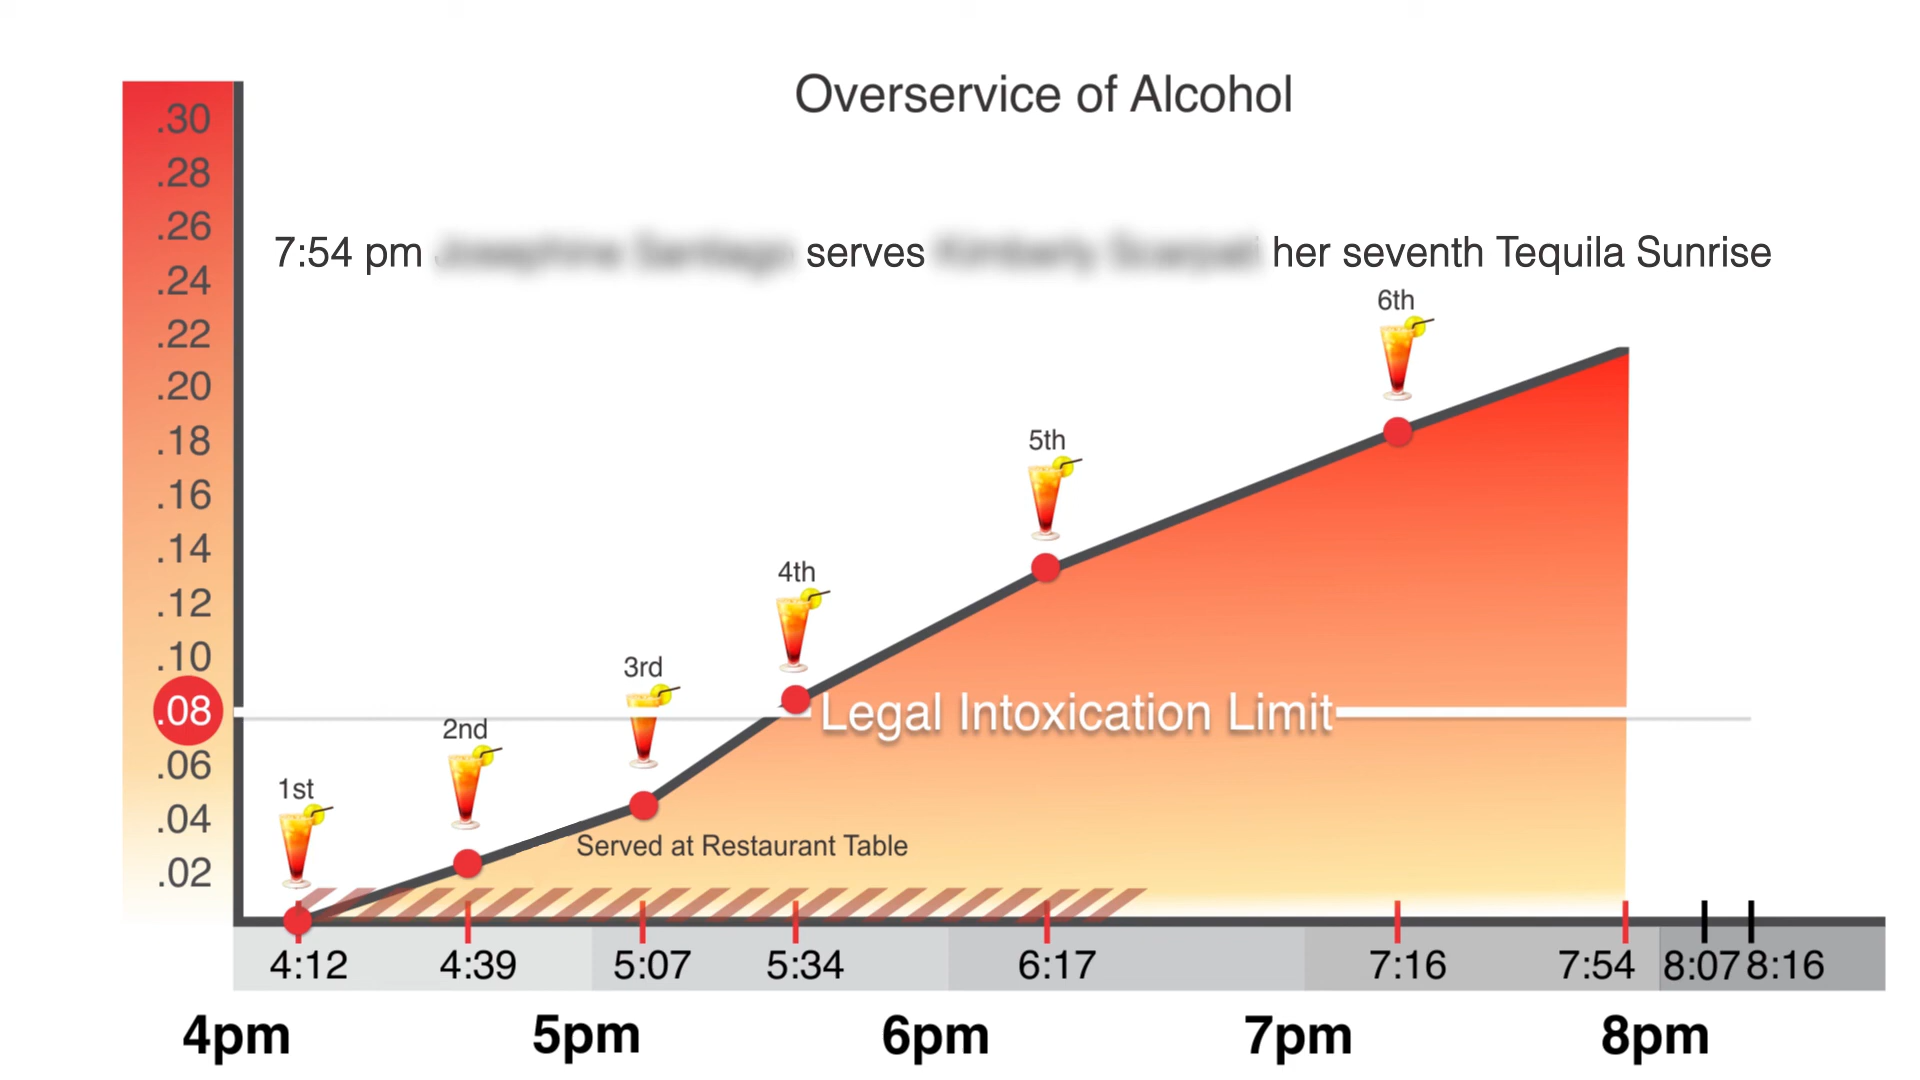 Overservice of Alcohol
.30
.28
.26
.24
.22
.20
.18
.16
.14
.12
.10
.08
.06
.04
.02
7:54 pm serves her seventh Tequila Sunrise
6th
5th
4th
3rd
2nd
1st
Legal Intoxication Limit
Served at Restaurant Table
4:12 4:39 5:07 5:34 6:17 7:16 7:54 8:07 8:16
4pm 5pm 6pm 7pm 8pm